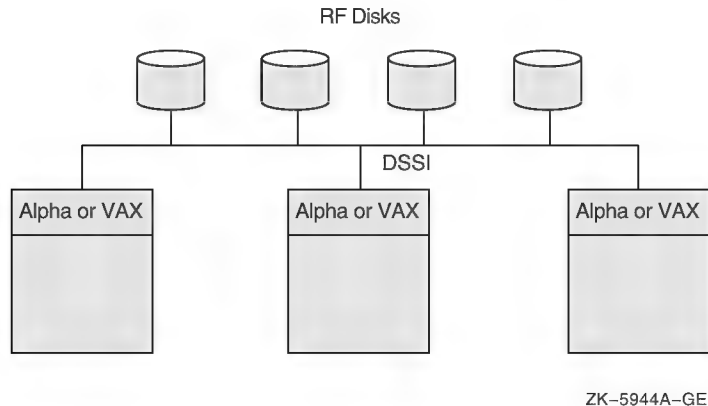 RF Disks
DSSI
Alpha or VAX
Alpha or VAX
Alpha or VAX
ZK–5944A–GE